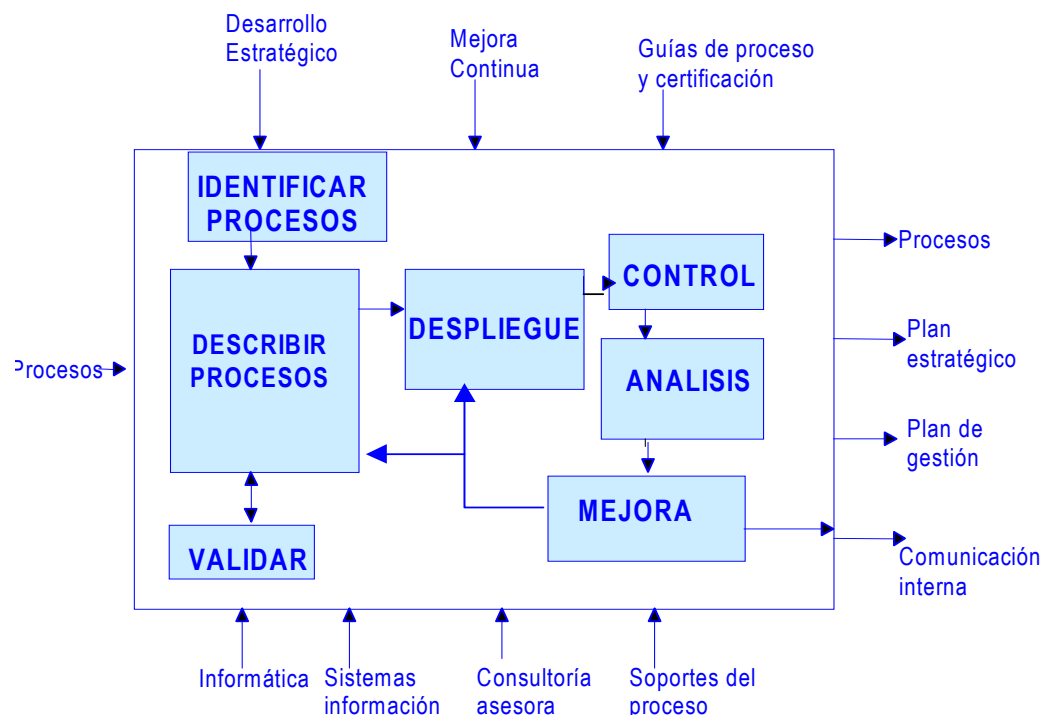 Desarrollo
Estratégico
Mejora
Continua
Guías de proceso
y certificación
IDENTIFICAR
PROCESOS
Procesos
CONTROL
DESPLIEGUE
DESCRIBIR
PROCESOS
Plan
estratégico
Procesos
ANALISIS
Plan de
gestión
MEJORA
VALIDAR
Comunicación
interna
Informática
Sistemas
información
Consultoría
asesora
Soportes del
proceso